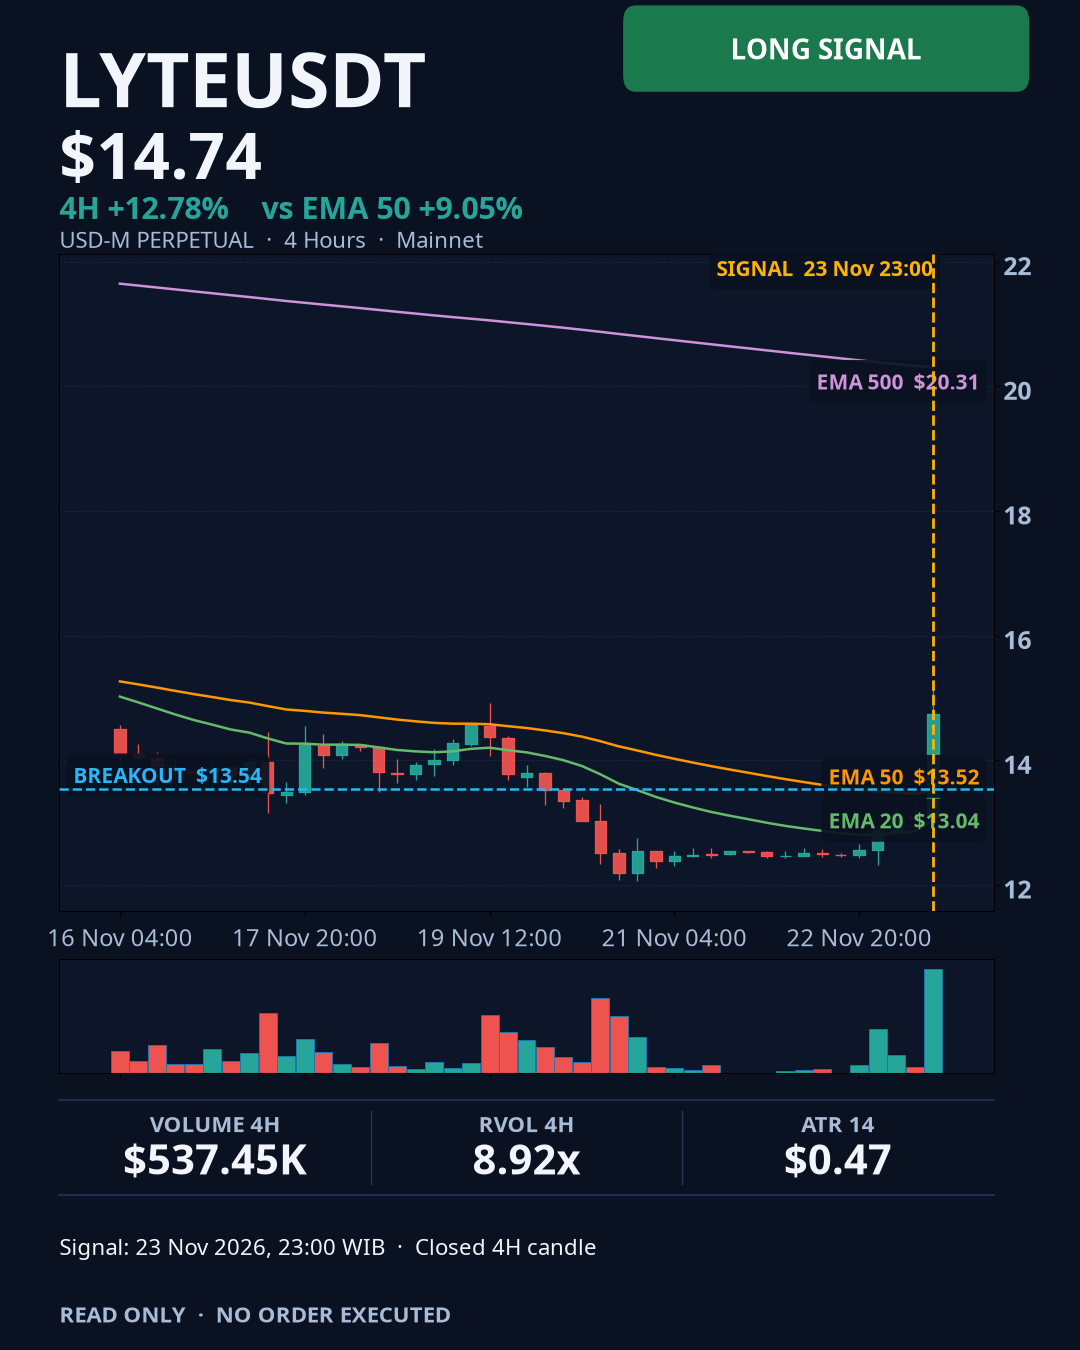 LONG SIGNAL
LYTEUSDT
$14.74
4H +12.78% vs EMA 50 +9.05%
USD-M PERPETUAL · 4 Hours · Mainnet
SIGNAL 23 Nov 23:00
22
EMA 500 $20.31
20
18
16
14
BREAKOUT $13.54
EMA 50 $13.52
EMA 20 $13.04
12
16 Nov 04:00 17 Nov 20:00 19 Nov 12:00 21 Nov 04:00 22 Nov 20:00
VOLUME 4H RVOL 4H ATR 14
$537.45K 8.92x $0.47
Signal: 23 Nov 2026, 23:00 WIB · Closed 4H candle
READ ONLY · NO ORDER EXECUTED